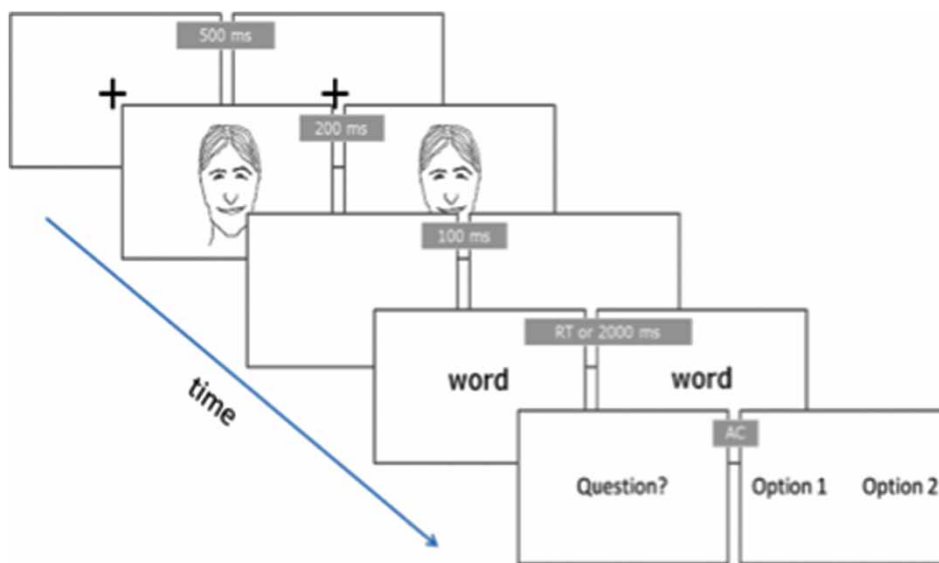 500 ms
+ +
200 ms
100 ms
RT or 2000 ms
word word
AC
Question? Option 1 Option 2
time